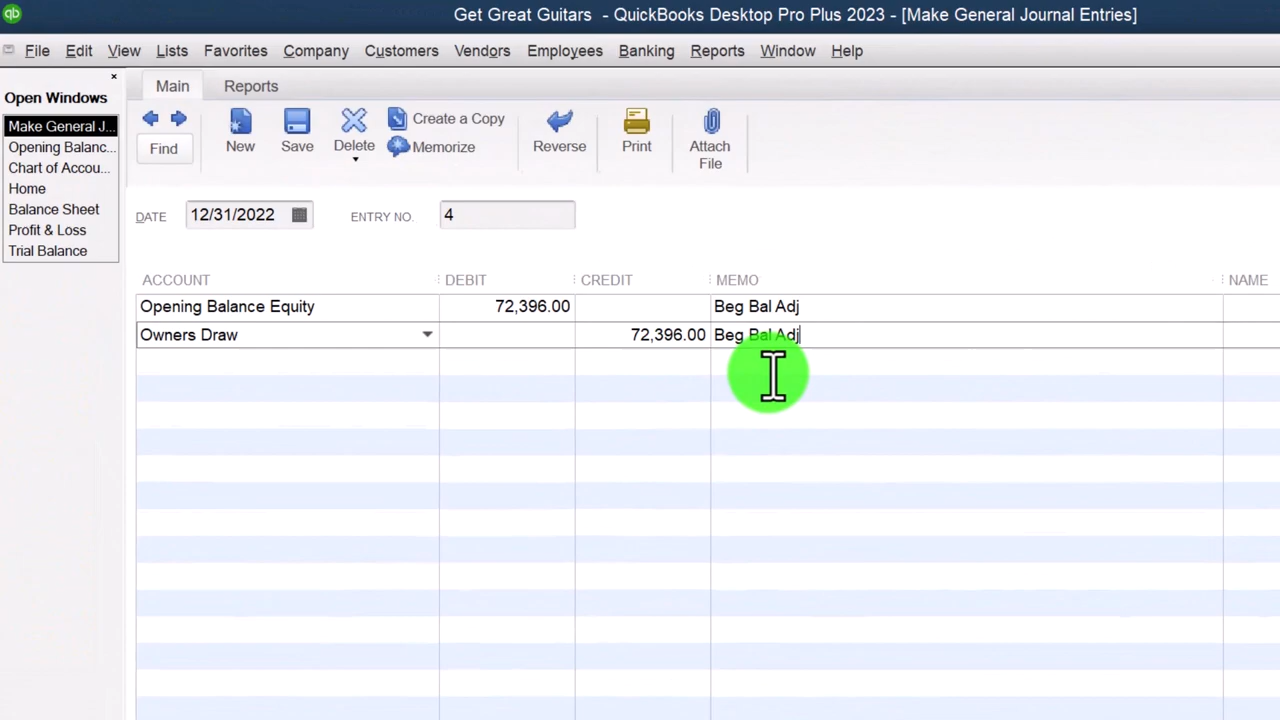 qb
Get Great Guitars - QuickBooks Desktop Pro Plus 2023 - [Make General Journal Entries]
File Edit View Lists Favorites Company Customers Vendors Employees Banking Reports Window Help
Open Windows ×
Make General J...
Opening Balanc...
Chart of Accou...
Home
Balance Sheet
Profit & Loss
Trial Balance
Main Reports
Find New Save Delete Create a Copy
Memorize
Reverse Print Attach
File
DATE 12/31/2022 ENTRY NO. 4
ACCOUNT DEBIT CREDIT MEMO NAME
Opening Balance Equity 72,396.00 Beg Bal Adj
Owners Draw 72,396.00 Beg Bal Adj